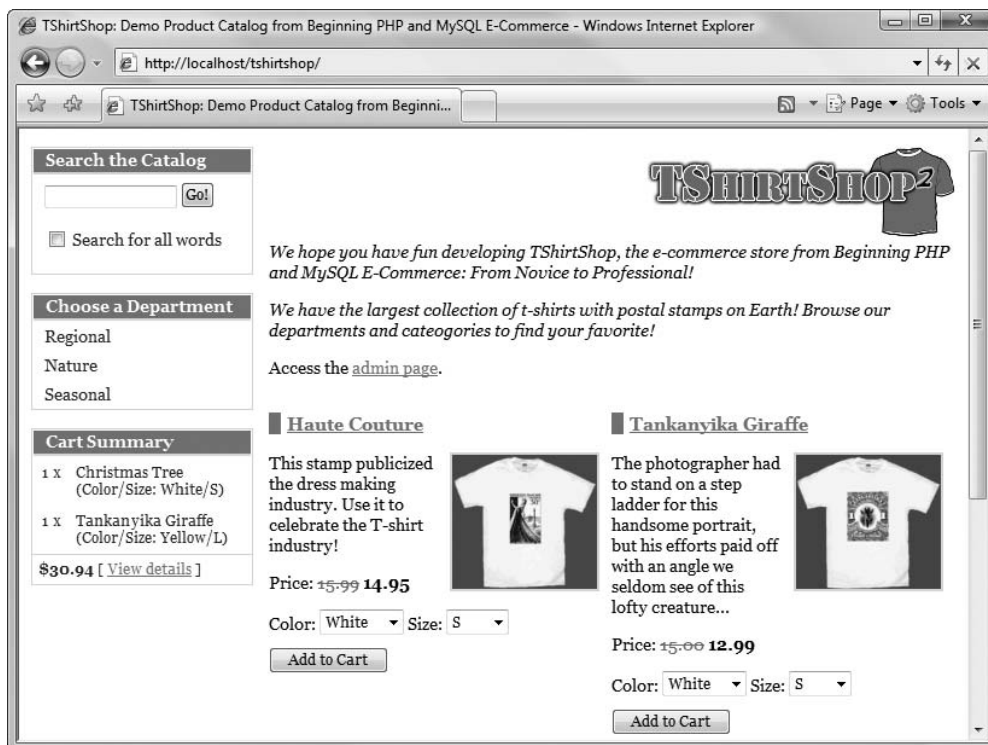 TShirtShop: Demo Product Catalog from Beginning PHP and MySQL E-Commerce - Windows Internet Explorer
http://localhost/tshirtshop/
TShirtShop: Demo Product Catalog from Beginni...
Page
Tools
Search the Catalog
Go!
Search for all words
Choose a Department
Regional
Nature
Seasonal
Cart Summary
1 x Christmas Tree
(Color/Size: White/S)
1 x Tankanyika Giraffe
(Color/Size: Yellow/L)
$30.94 [ View details ]
TShirtShop2
We hope you have fun developing TShirtShop, the e-commerce store from Beginning PHP
and MySQL E-Commerce: From Novice to Professional!
We have the largest collection of t-shirts with postal stamps on Earth! Browse our
departments and cateogories to find your favorite!
Access the admin page.
Haute Couture
This stamp publicized
the dress making
industry. Use it to
celebrate the T-shirt
industry!
Price: 15.99 14.95
Color: White Size: S
Add to Cart
Tankanyika Giraffe
The photographer had
to stand on a step
ladder for this
handsome portrait,
but his efforts paid off
with an angle we
seldom see of this
lofty creature...
Price: 15.00 12.99
Color: White Size: S
Add to Cart